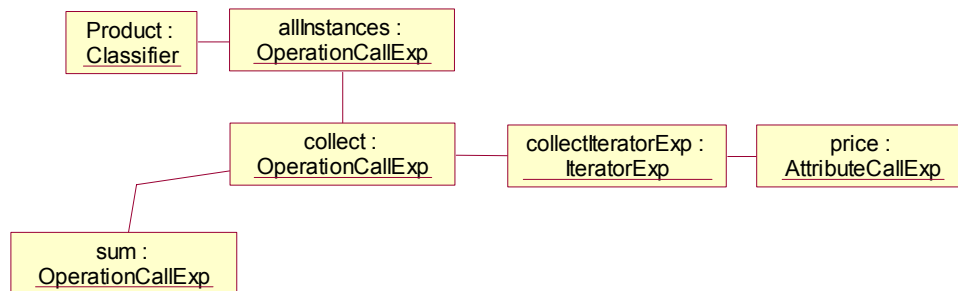 Product :
Classifier
allInstances :
OperationCallExp
collect :
OperationCallExp
collectIteratorExp :
IteratorExp
price :
AttributeCallExp
sum :
OperationCallExp